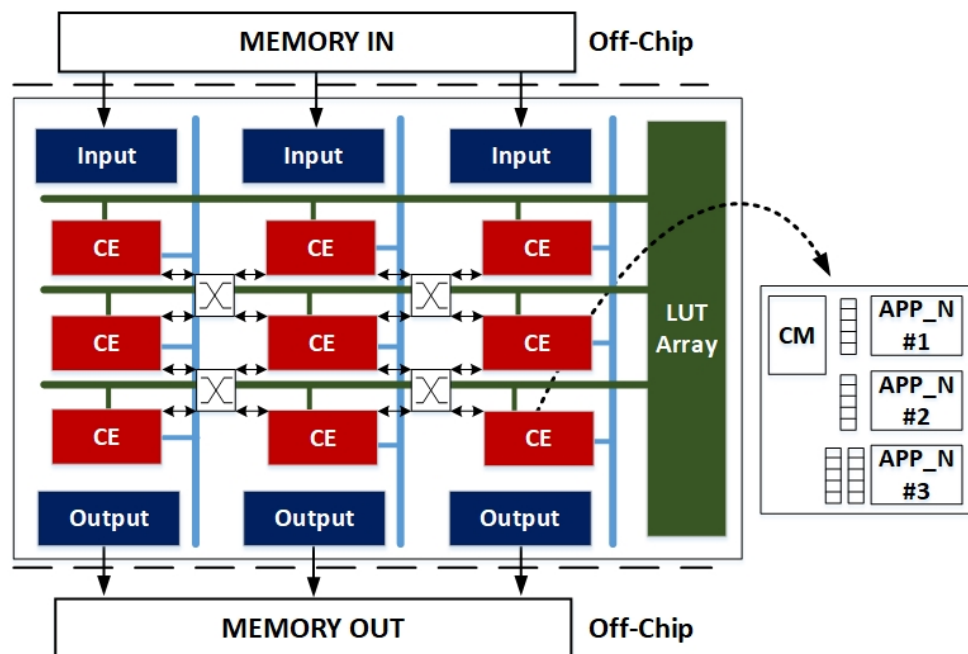 MEMORY IN
Off-Chip
Input
Input
Input
CE
CE
CE
CE
CE
CE
CE
CE
CE
LUT
Array
Output
Output
Output
MEMORY OUT
Off-Chip
CM
APP_N
#1
APP_N
#2
APP_N
#3